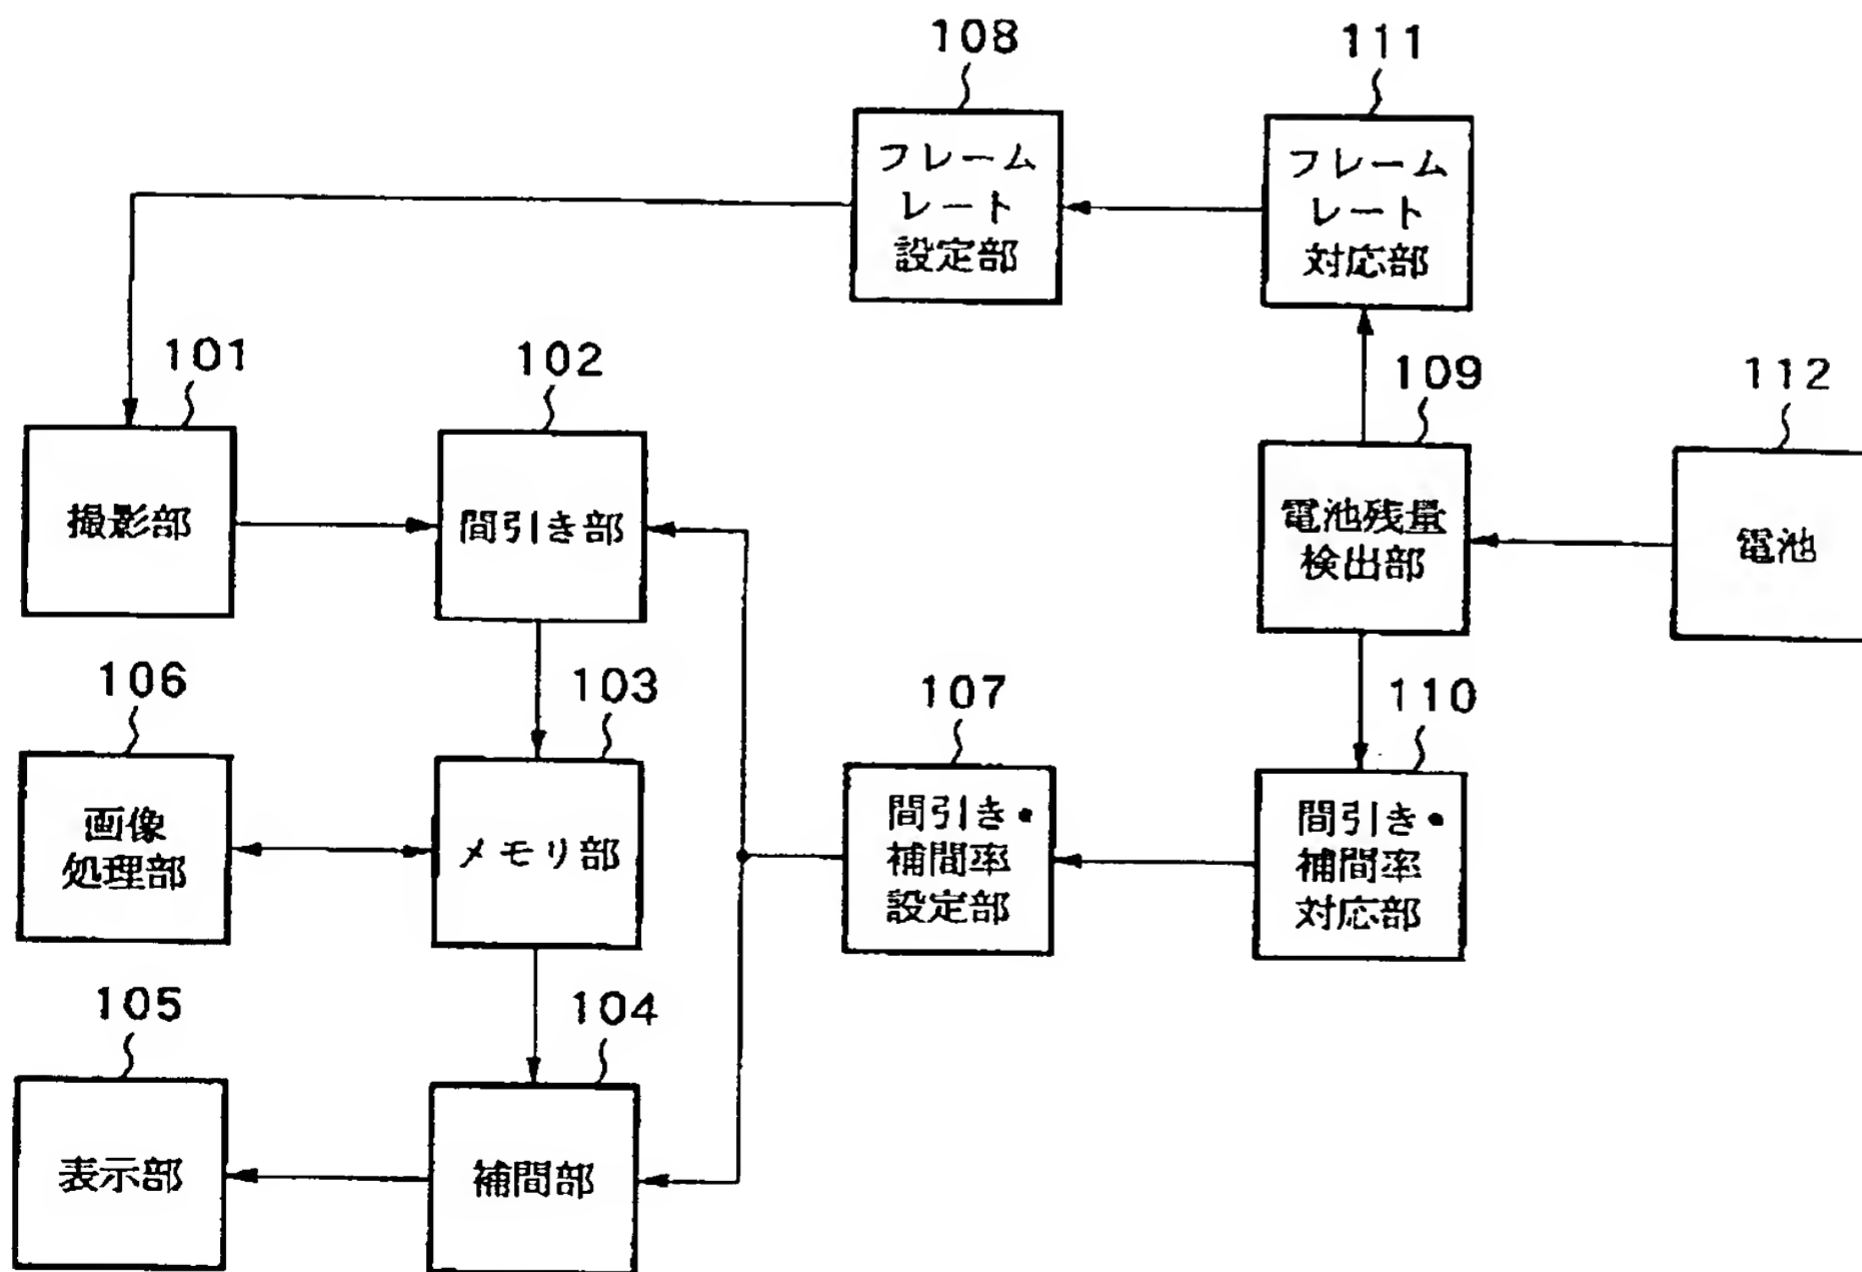 108
111
フレーム
レート
設定部
フレーム
レート
対応部
101
102
109
112
撮影部
間引き部
電池残量
検出部
電池
106
103
107
110
画像
処理部
メモリ部
間引き・
補間率
設定部
間引き・
補間率
対応部
105
104
表示部
補間部